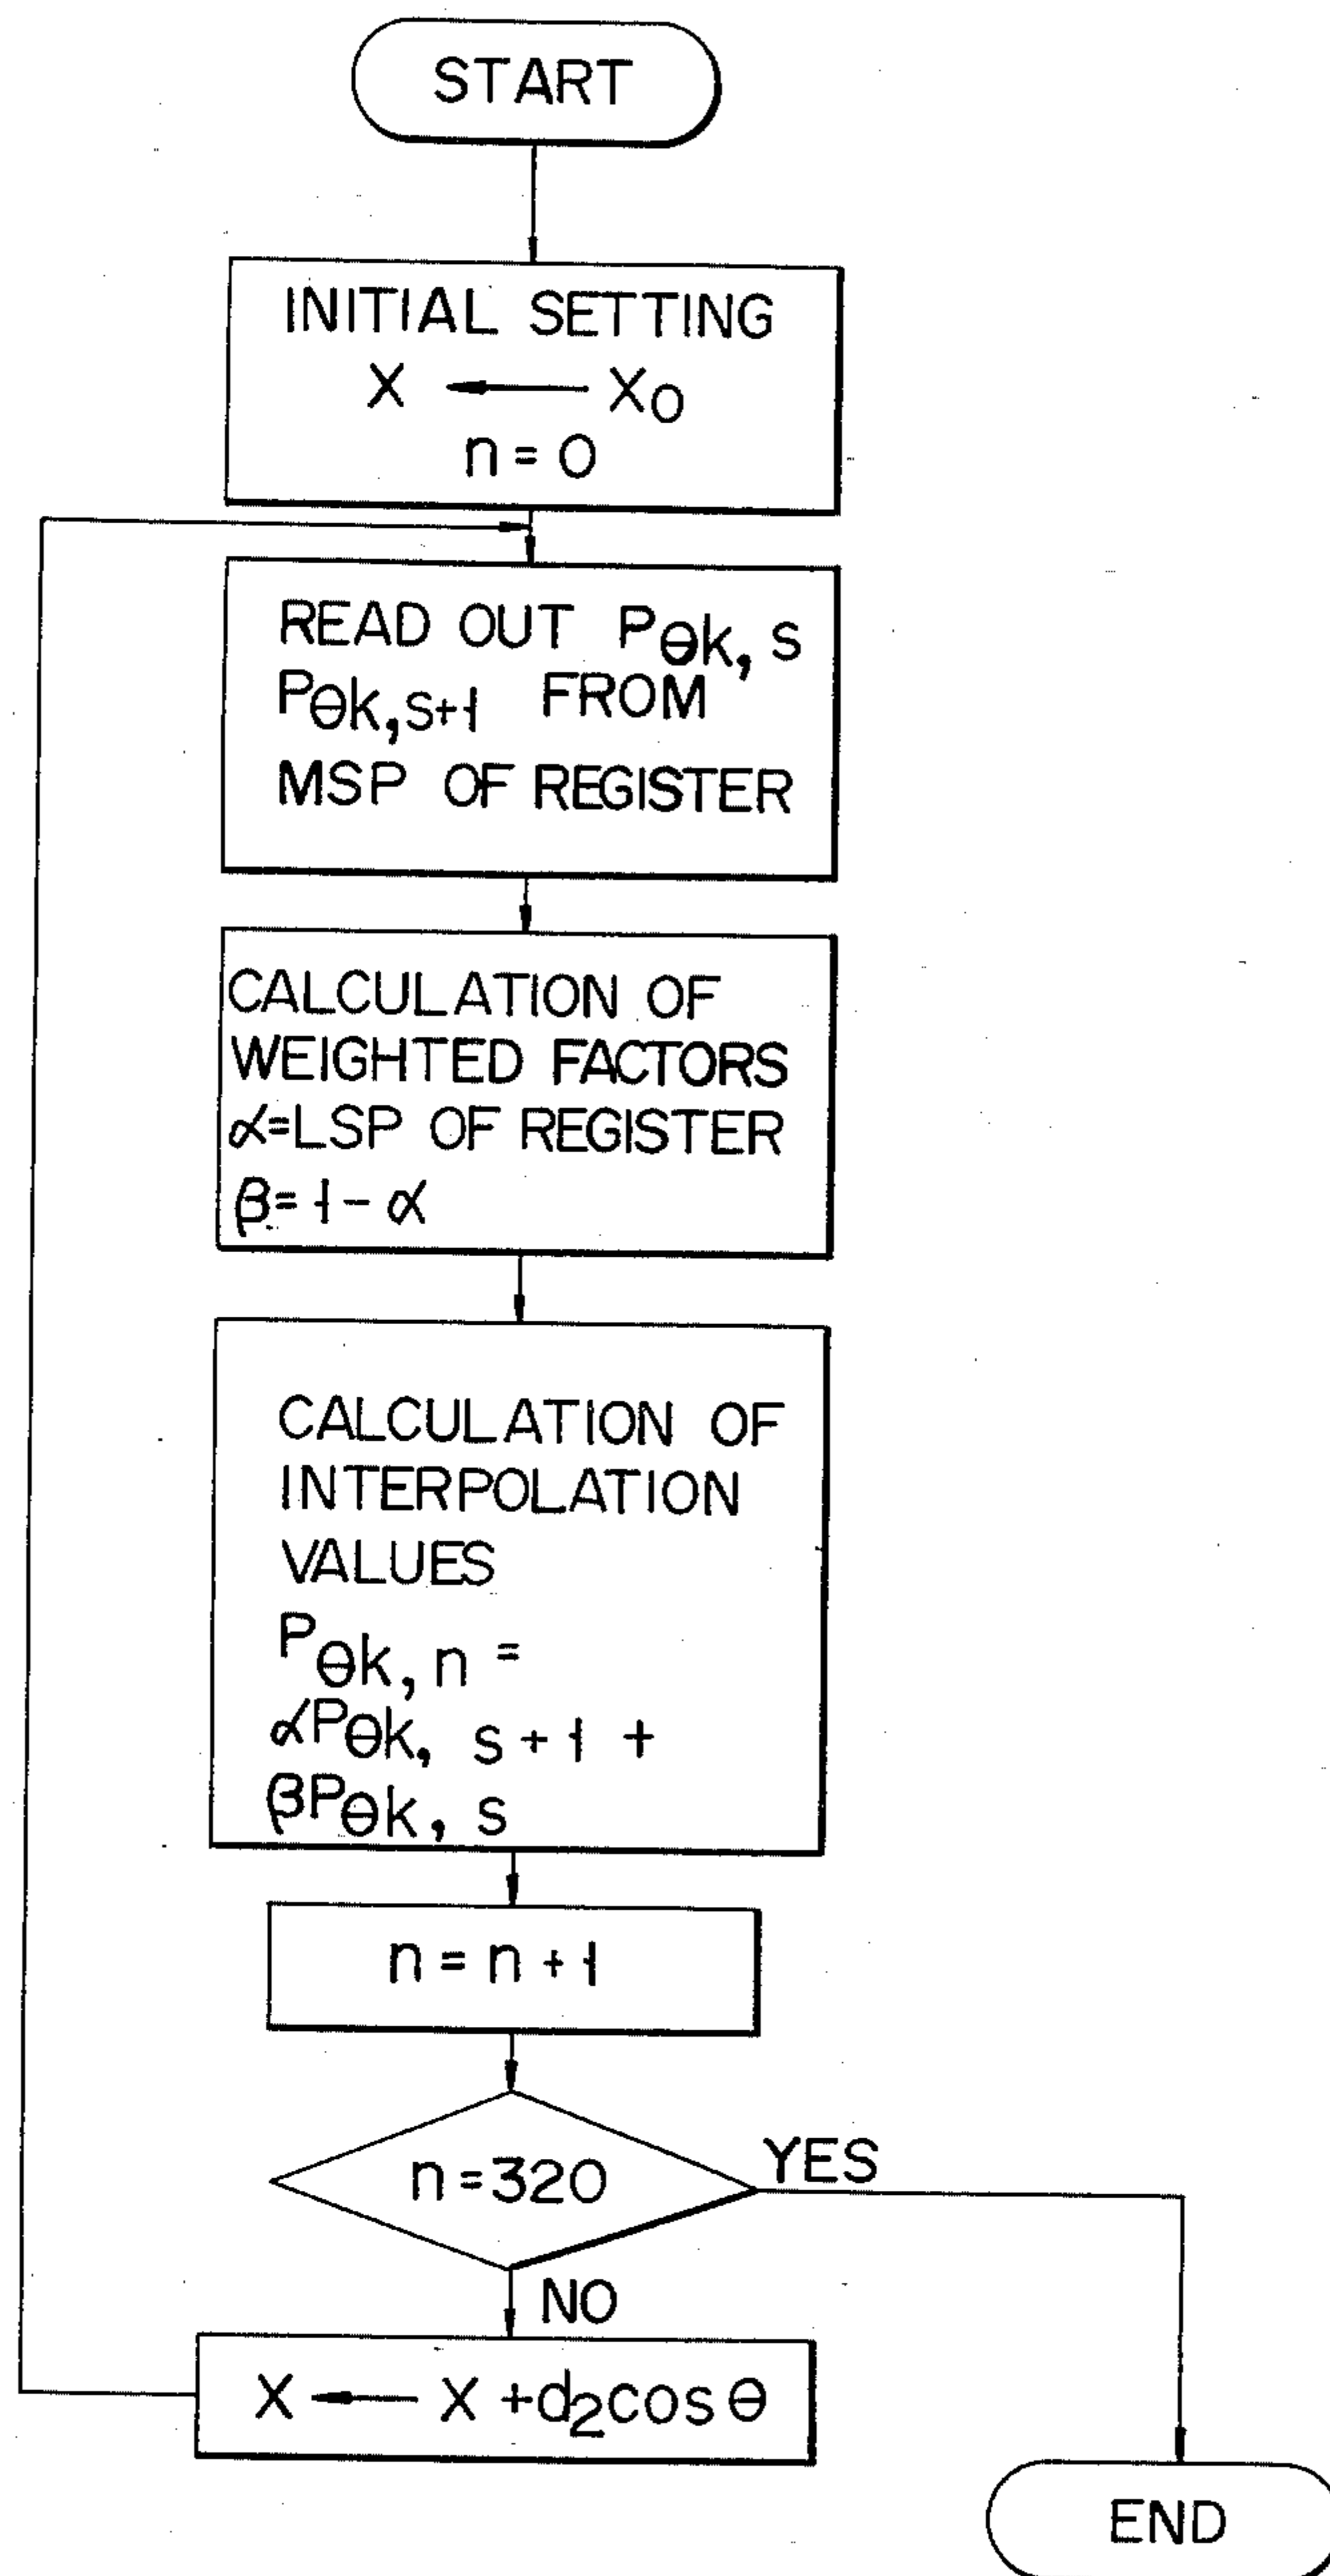 START
INITIAL SETTING
X ← X₀
n = 0
READ OUT Pθk, s
Pθk,s+1 FROM
MSP OF REGISTER
CALCULATION OF
WEIGHTED FACTORS
α=LSP OF REGISTER
β=1-α
CALCULATION OF
INTERPOLATION
VALUES
Pθk, n =
αPθk, s+1 +
βPθk, s
n = n+1
n=320
YES
NO
X ← X +d₂cosθ
END